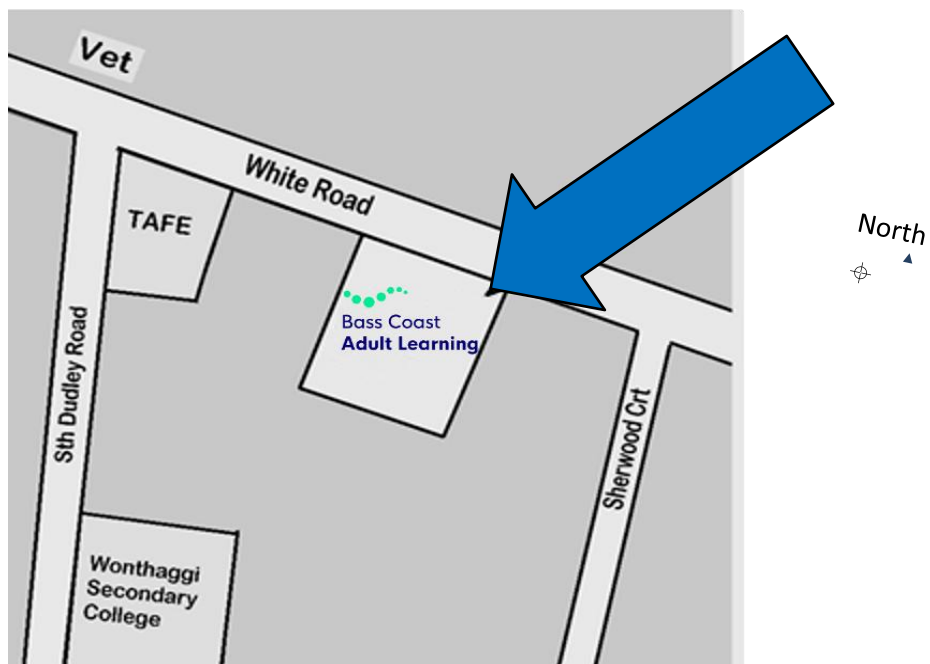 Vet
White Road
TAFE
North
Bass Coast
Adult Learning
Sth Dudley Road
Sherwood Crt
Wonthaggi
Secondary
College